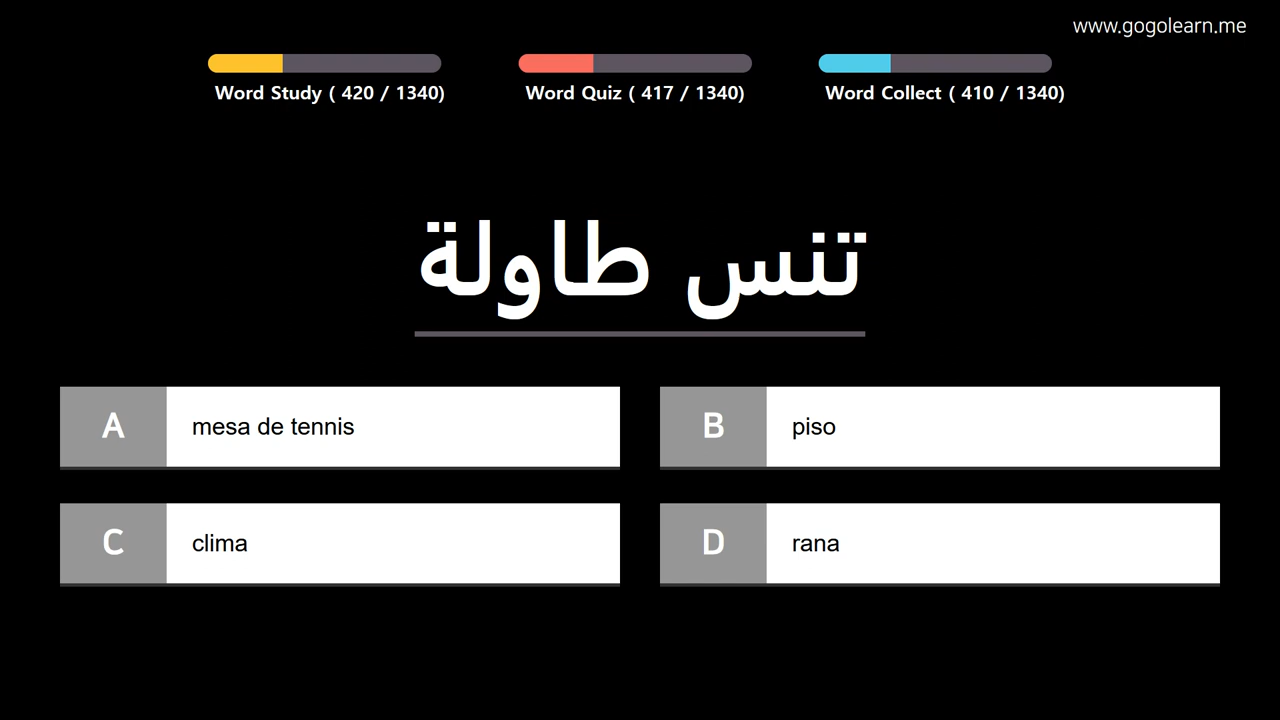 www.gogolearn.me
Word Study ( 420 / 1340)
Word Quiz ( 417 / 1340)
Word Collect ( 410 / 1340)
تنس طاولة
A mesa de tennis
B piso
C clima
D rana